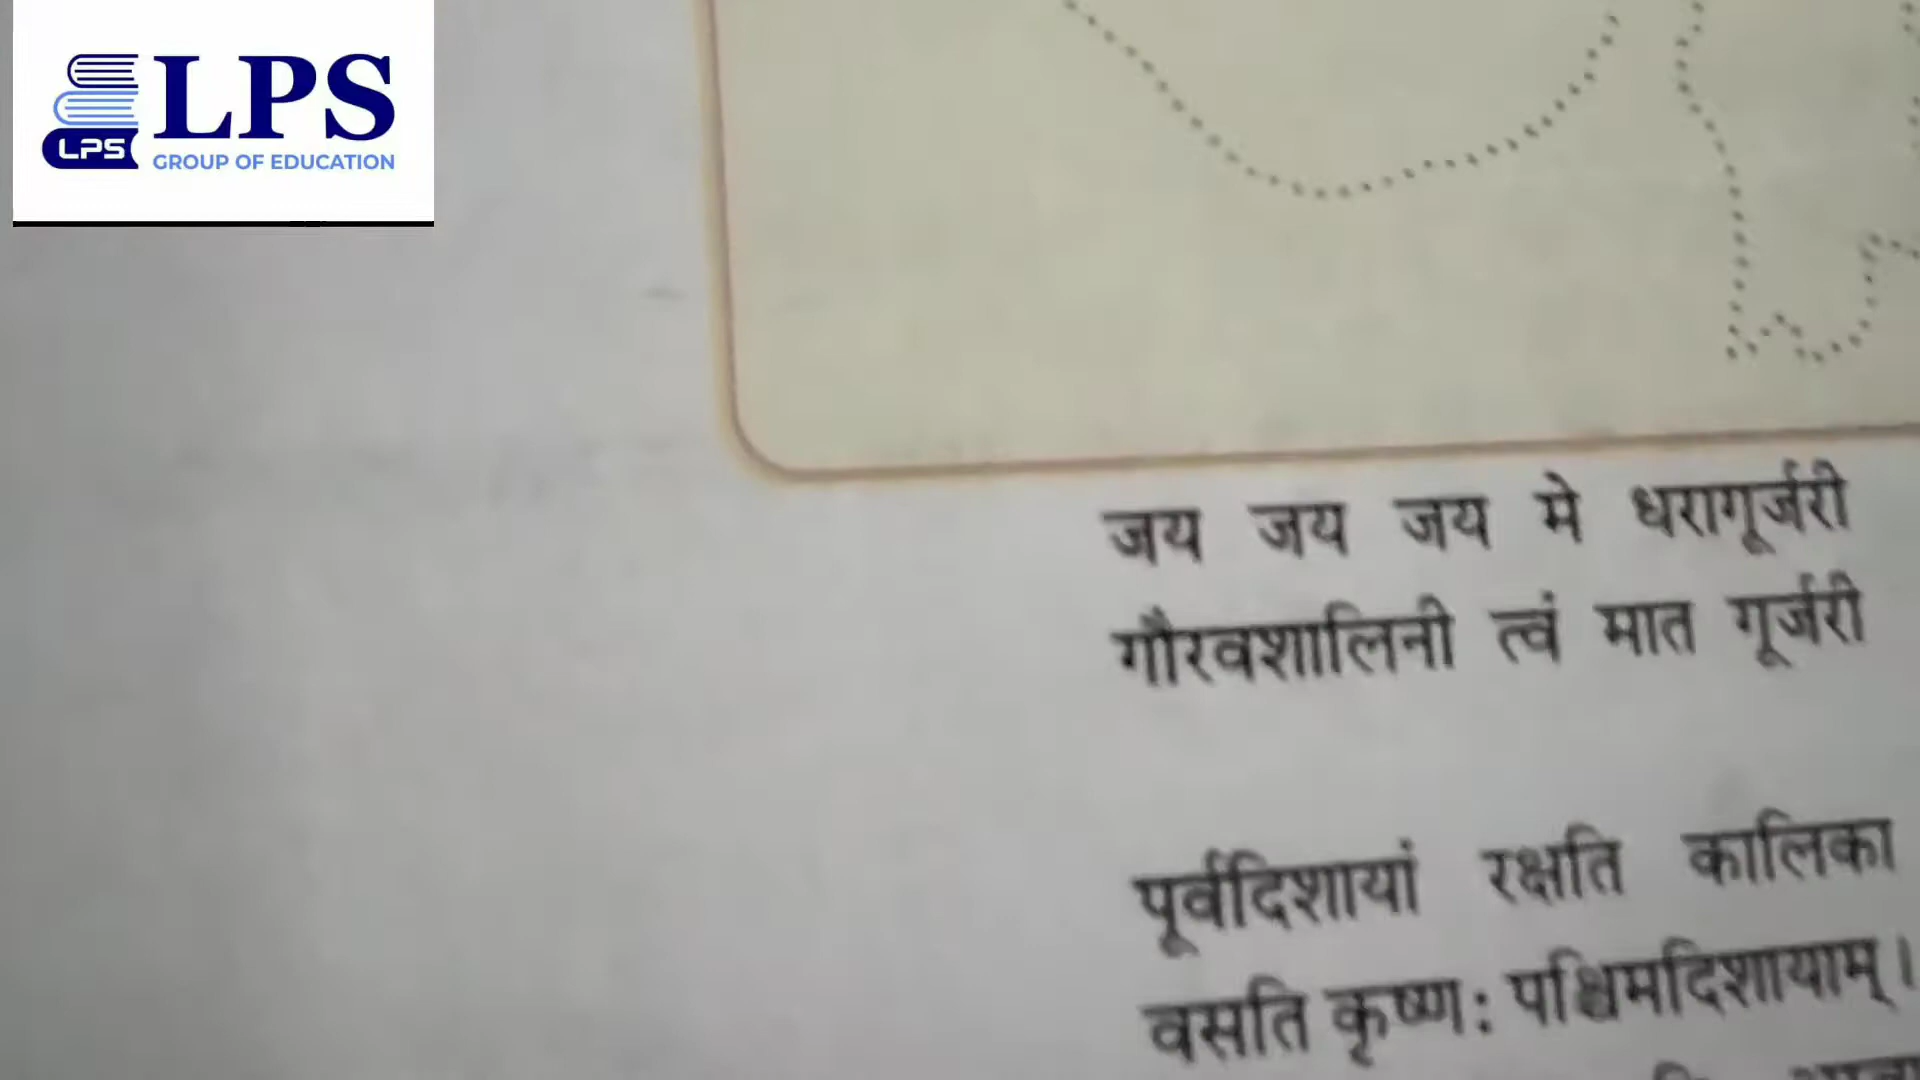 LPS
LPS
GROUP OF EDUCATION
जय जय जय मे धरागूर्जरी
गौरवशालिनी त्वं मात गूर्जरी
पूर्वदिशायां रक्षति कालिका
वसति कृष्णः पश्चिमदिशायाम्।